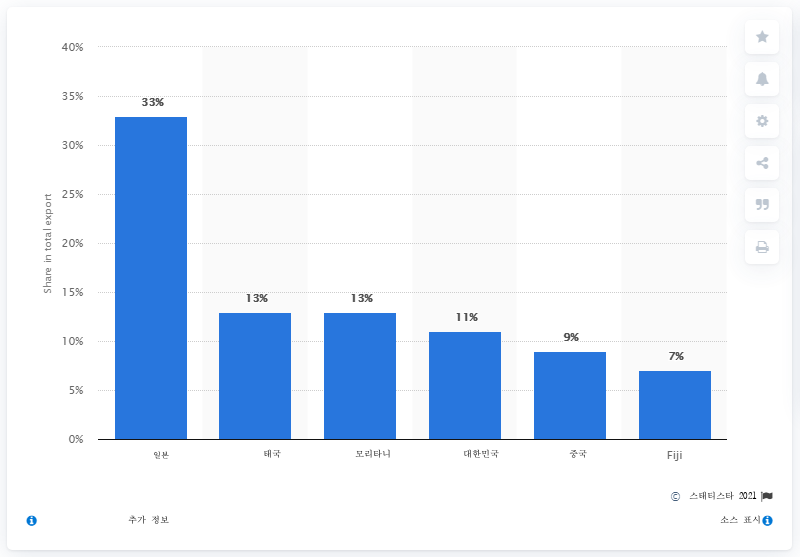 40%
35%
30%
25%
20%
15%
10%
5%
0%
Share in total export
33%
13%
13%
11%
9%
7%
일본
태국
모리타니
대한민국
중국
Fiji
© 스태티스타 2021
추가 정보
소스 표시